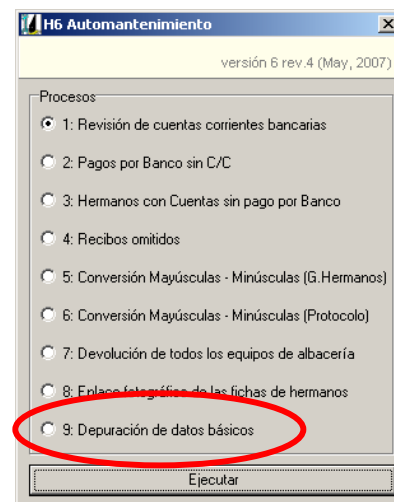 H6 Automantenimiento
versión 6 rev.4 (May, 2007)
Procesos
1: Revisión de cuentas corrientes bancarias
2: Pagos por Banco sin C/C
3: Hermanos con Cuentas sin pago por Banco
4: Recibos omitidos
5: Conversión Mayúsculas - Minúsculas (G.Hermanos)
6: Conversión Mayúsculas - Minúsculas (Protocolo)
7: Devolución de todos los equipos de albacería
8: Enlace fotográfico de las fichas de hermanos
9: Depuración de datos básicos
Ejecutar